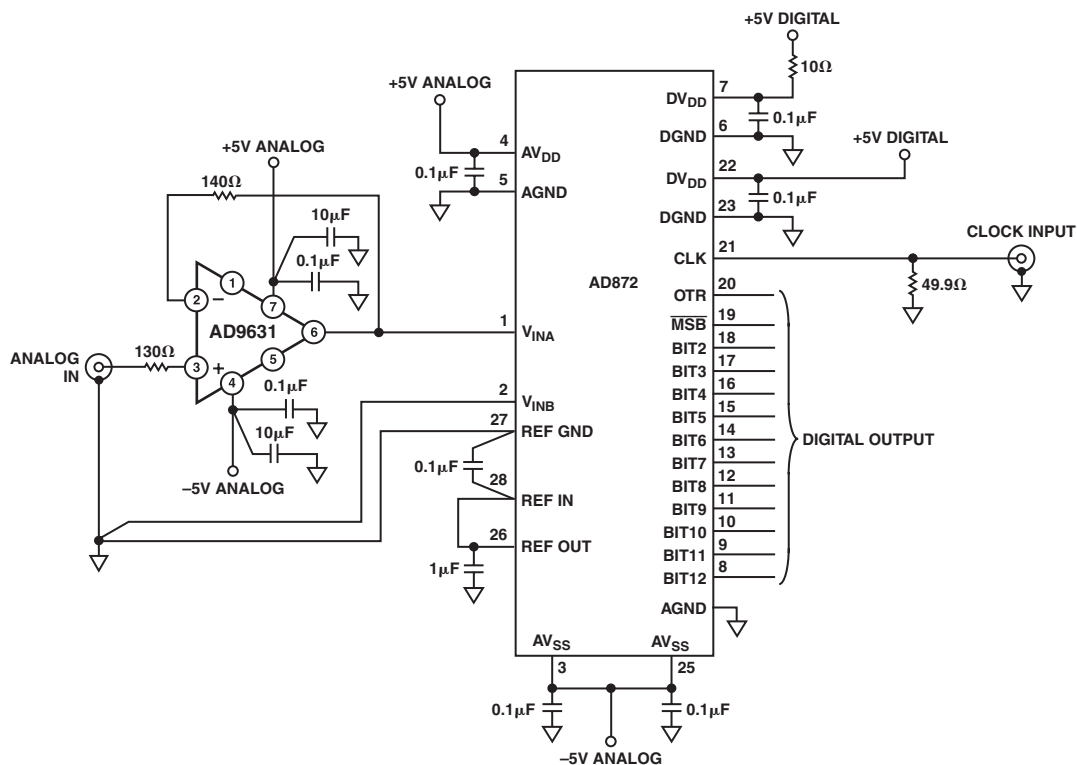 +5V DIGITAL
10Ω
+5V ANALOG
7
DVDD
0.1µF
6
DGND
+5V DIGITAL
4
AVDD
0.1µF
5
AGND
22
DVDD
0.1µF
23
DGND
+5V ANALOG
140Ω
10µF
0.1µF
21
CLK
CLOCK INPUT
49.9Ω
AD872
2
−
1
7
AD9631
6
5
3
+
4
ANALOG
IN
130Ω
0.1µF
10µF
−5V ANALOG
1
VINA
2
VINB
27
REF GND
0.1µF
28
REF IN
26
REF OUT
1µF
20
OTR
19
MSB
18
BIT2
17
BIT3
16
BIT4
15
BIT5
14
BIT6
13
BIT7
12
BIT8
11
BIT9
10
BIT10
9
BIT11
8
BIT12
DIGITAL OUTPUT
AGND
AVSS
3
AVSS
25
0.1µF
0.1µF
−5V ANALOG